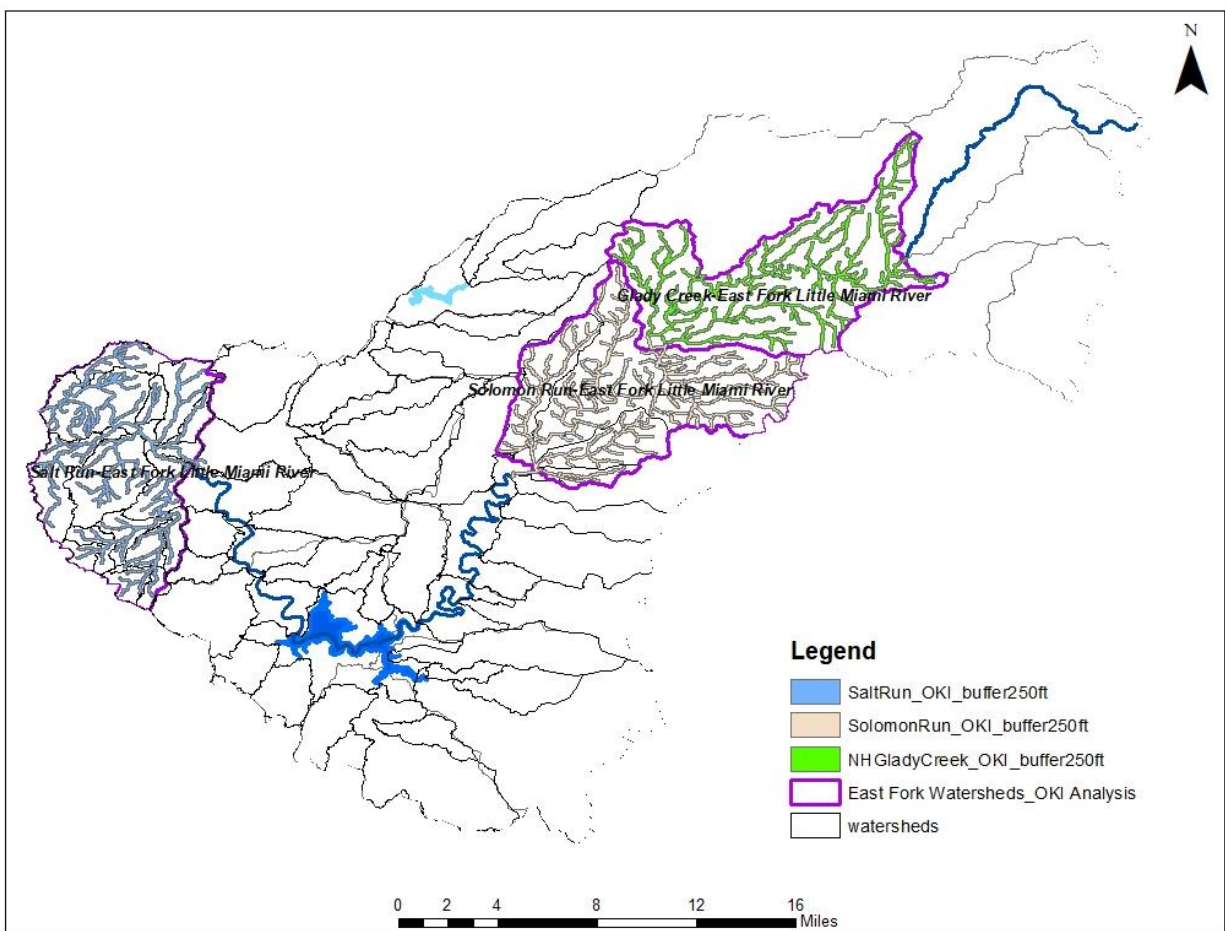 N
Glady Creek-East Fork Little Miami River
Solomon Run-East Fork Little Miami River
Salt Run-East Fork Little Miami River
Legend
SaltRun_OKI_buffer250ft
SolomonRun_OKI_buffer250ft
NHGladyCreek_OKI_buffer250ft
East Fork Watersheds_OKI Analysis
watersheds
0 2 4 8 12 16
Miles